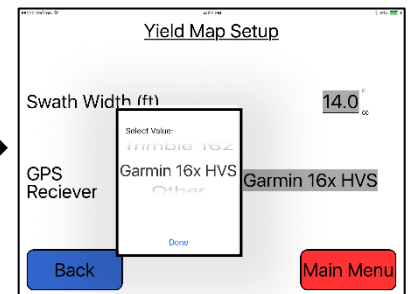 Yield Map Setup
Swath Width (ft)
14.0
Select Value:
Trimble 162
Garmin 16x HVS
Other
Done
GPS
Reciever
Garmin 16x HVS
Back
Main Menu